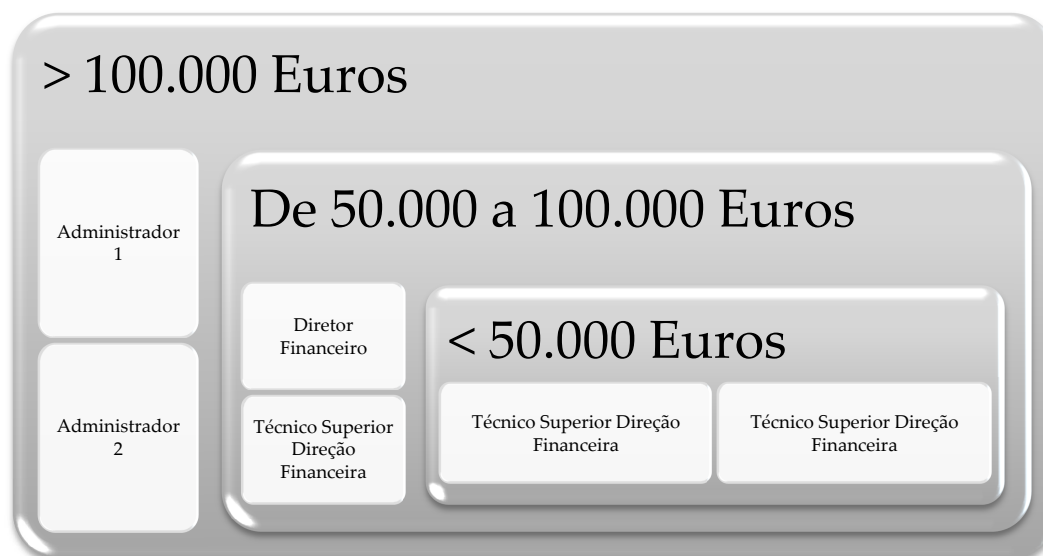 > 100.000 Euros
Administrador
1
Administrador
2
De 50.000 a 100.000 Euros
Diretor
Financeiro
Técnico Superior
Direção
Financeira
< 50.000 Euros
Técnico Superior Direção
Financeira
Técnico Superior Direção
Financeira